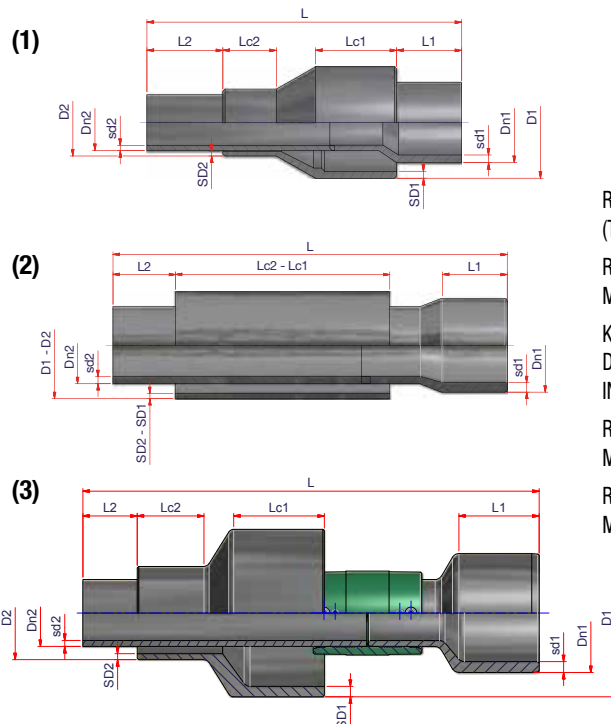 (1)
L
L2
Lc2
Lc1
L1
D2
Dn2
sd2
SD2
SD1
sd1
Dn1
D1
(2)
L
L2
Lc2 - Lc1
L1
D1 - D2
Dn2
sd2
SD2 - SD1
sd1
Dn1
(3)
L
L2
Lc2
Lc1
L1
D2
Dn2
sd2
SD2
SD1
sd1
Dn1
D1
R
(T
R
M
K
D
IN
R
M
R
M